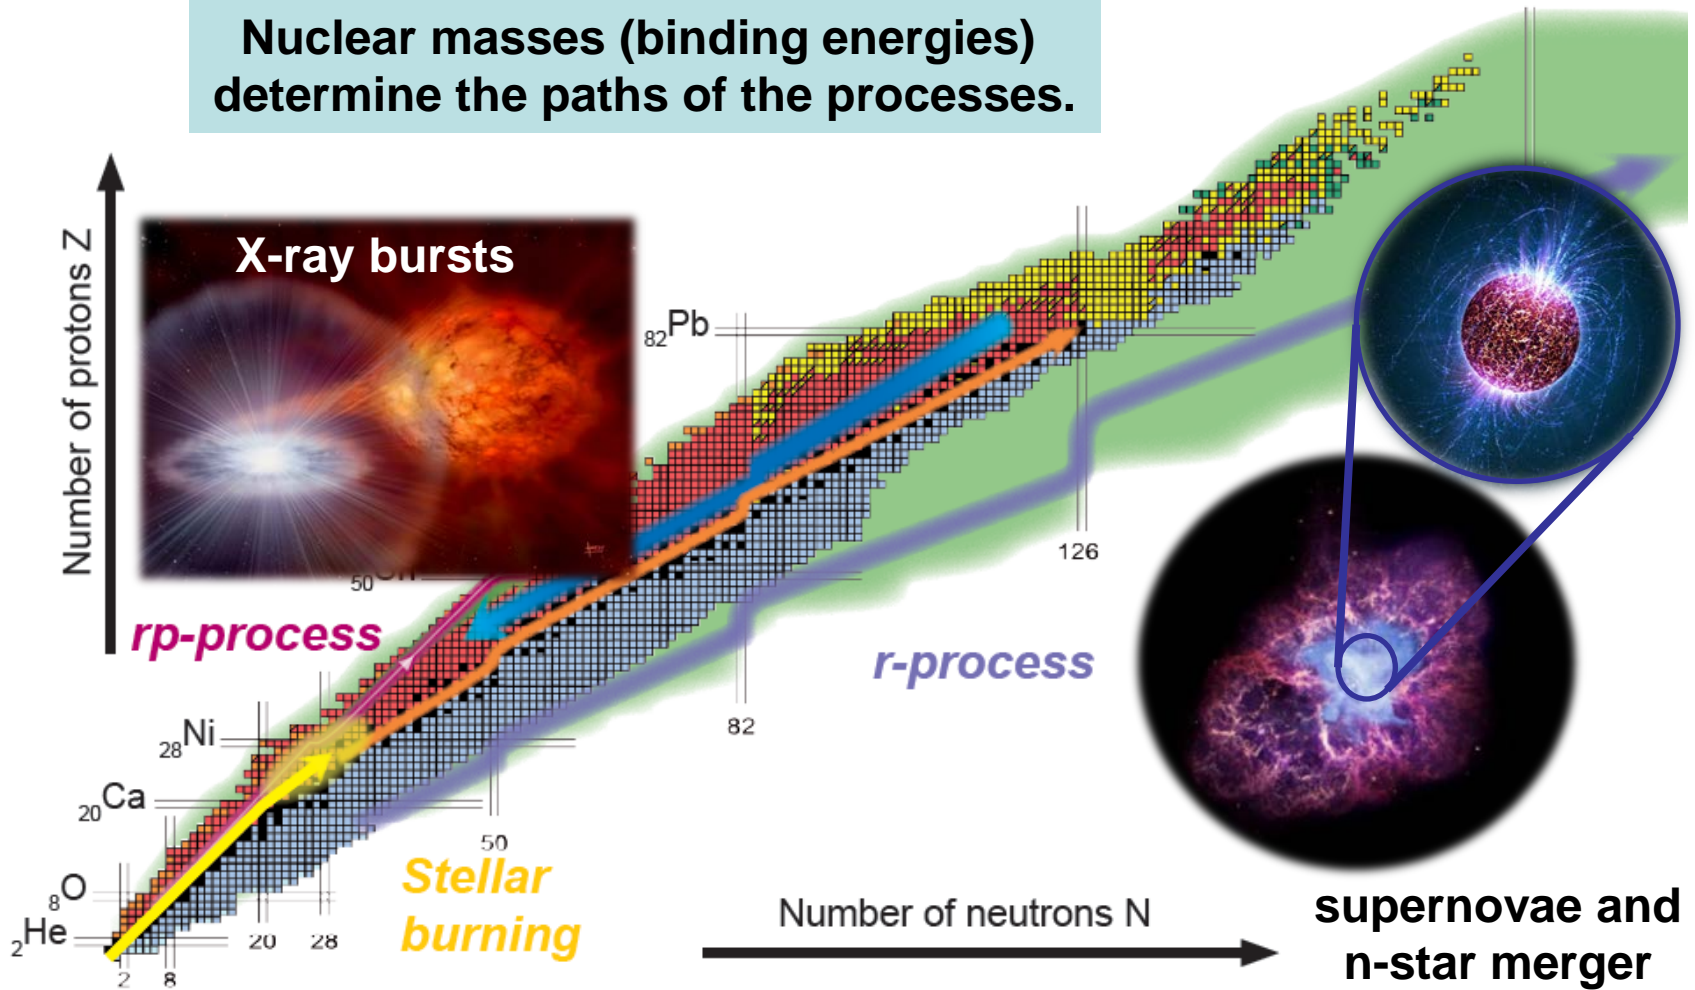 Nuclear masses (binding energies)
determine the paths of the processes.
Number of protons Z
X-ray bursts
82Pb
50Sn
rp-process
28Ni
20Ca
8O
2He
2
8
20
28
50
82
126
r-process
Stellar
burning
Number of neutrons N
supernovae and
n-star merger